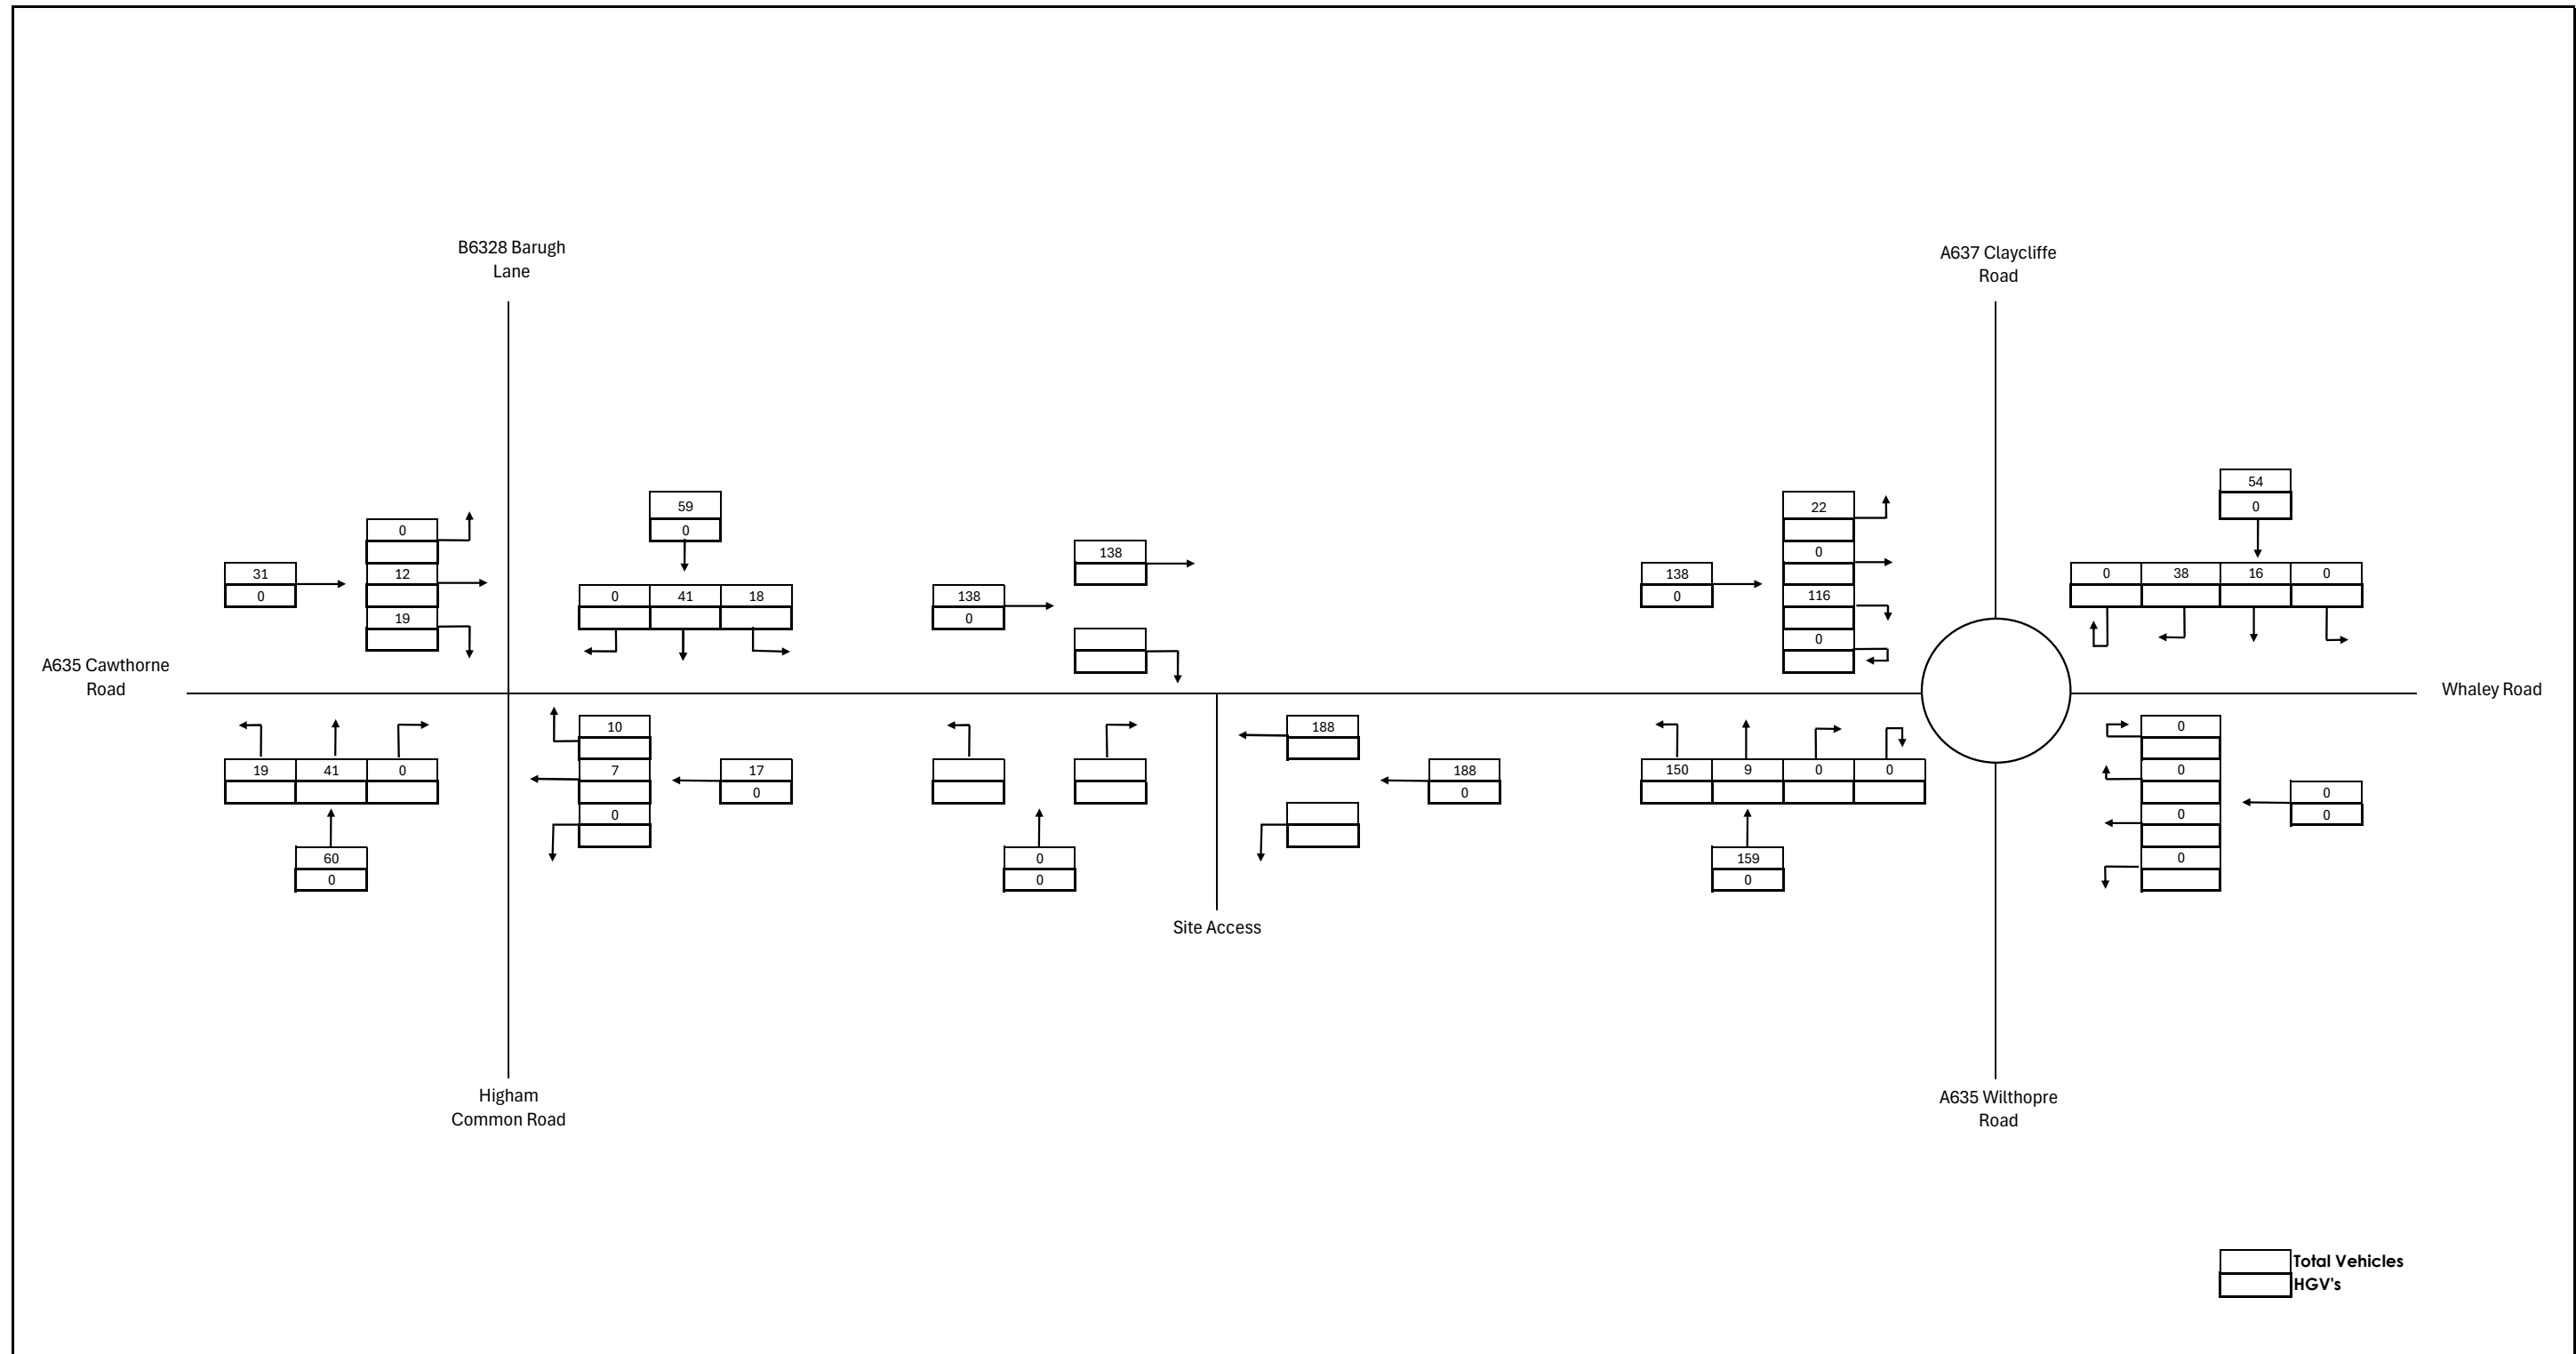 B6328 Barugh
Lane
A637 Claycliffe
Road
54
0
59
0
22
0
116
0
0
12
19
138
31
0
138
0
138
0
0 38 16 0
0 41 18
A635 Cawthorne
Road
Whaley Road
10
7
0
188
0
0
0
0
19 41 0
17
0
188
0
150 9 0 0
0
0
60
0
0
0
159
0
Site Access
Higham
Common Road
A635 Wilthopre
Road
Total Vehicles
HGV's